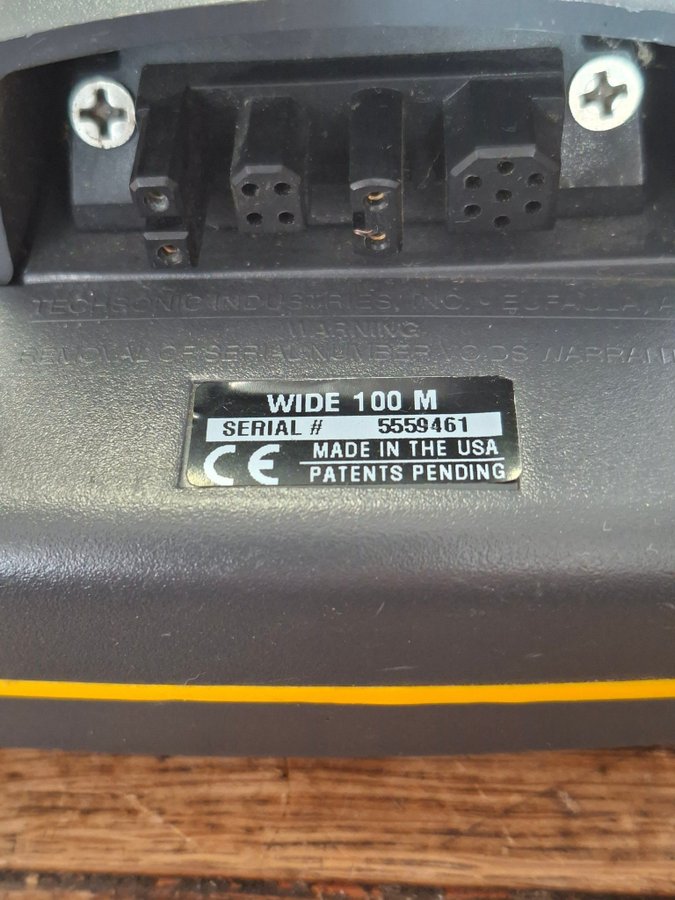 TECHSONIC INDUSTRIES, INC. - EUFAULA, A
WARNING
REMOVAL OF SERIAL NUMBER VOIDS WARRANT
WIDE 100 M
SERIAL # 5559461
CE MADE IN THE USA
PATENTS PENDING